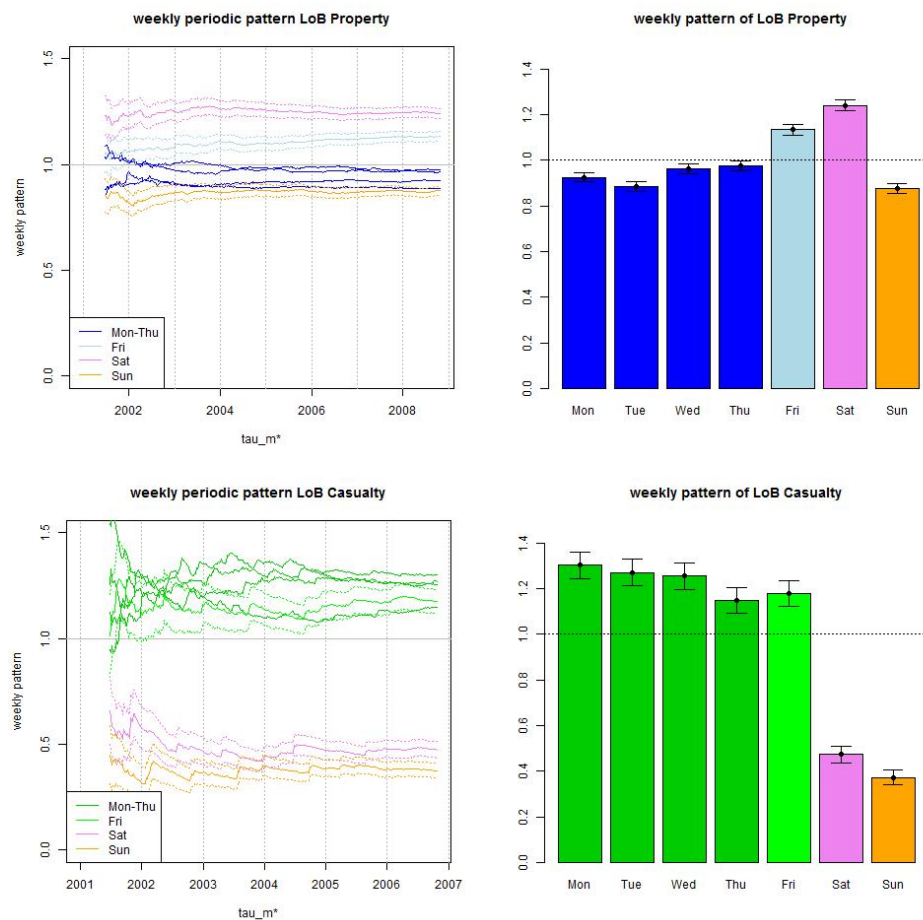 weekly periodic pattern LoB Property
weekly pattern
1.5
1.0
0.5
0.0
Mon-Thu
Fri
Sat
Sun
2002 2004 2006 2008
tau_m*
weekly pattern of LoB Property
1.4
1.2
1.0
0.8
0.6
0.4
0.2
0.0
Mon Tue Wed Thu Fri Sat Sun
weekly periodic pattern LoB Casualty
weekly pattern
1.5
1.0
0.5
0.0
Mon-Thu
Fri
Sat
Sun
2001 2002 2003 2004 2005 2006 2007
tau_m*
weekly pattern of LoB Casualty
1.4
1.2
1.0
0.8
0.6
0.4
0.2
0.0
Mon Tue Wed Thu Fri Sat Sun